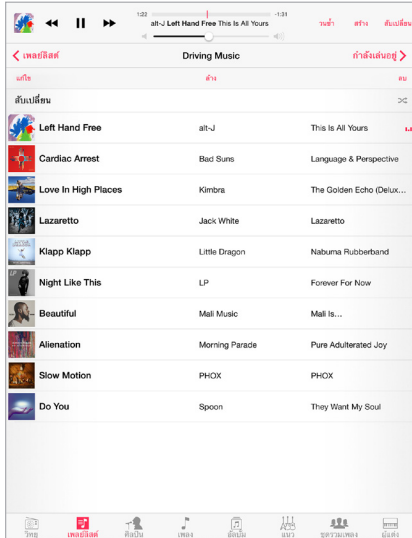 1:22 -1:31
alt-J Left Hand Free This Is All Yours
วนซ้ำ สร้าง สับเปลี่ยน
เพลย์ลิสต์ Driving Music กำลังเล่นอยู่
แก้ไข ล้าง ลบ
สับเปลี่ยน
Left Hand Free alt-J This Is All Yours
Cardiac Arrest Bad Suns Language & Perspective
Love In High Places Kimbra The Golden Echo (Delux...
Lazaretto Jack White Lazaretto
Klapp Klapp Little Dragon Nabuma Rubberband
Night Like This LP Forever For Now
Beautiful Mali Music Mali Is...
Alienation Morning Parade Pure Adulterated Joy
Slow Motion PHOX PHOX
Do You Spoon They Want My Soul
วิทยุ เพลย์ลิสต์ ศิลปิน เพลง อัลบั้ม แนว ชุดรวมเพลง ผู้แต่ง